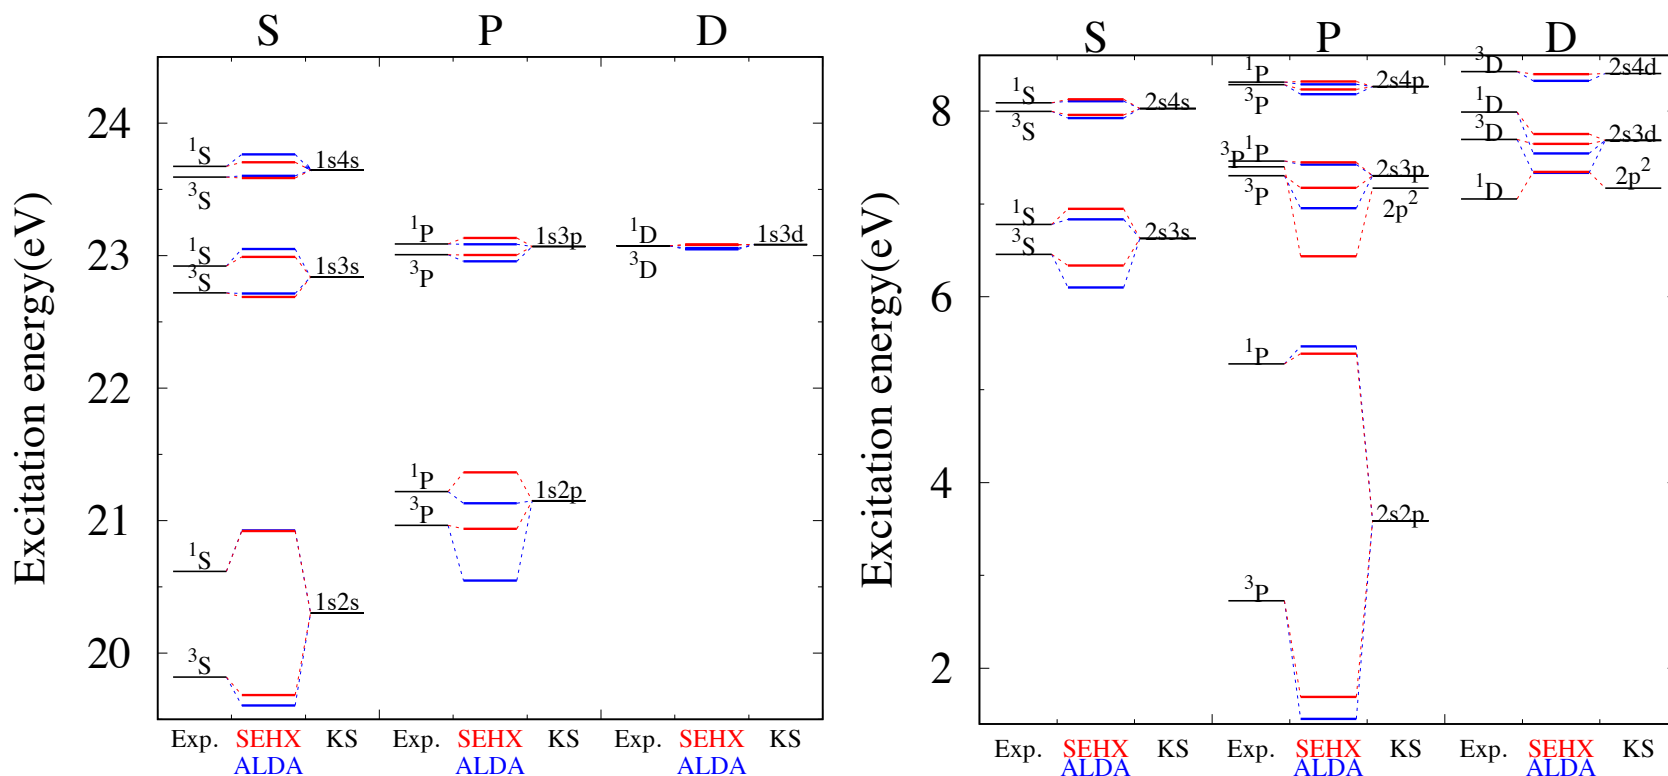 S P D
Excitation energy(eV)
24
23
22
21
20
¹S
³S
1s4s
¹S
³S
1s3s
¹S
³S
1s2s
¹P
³P
1s3p
¹P
³P
1s2p
¹D
³D
1s3d
Exp. SEHX KS Exp. SEHX KS Exp. SEHX KS
ALDA ALDA ALDA
S P D
Excitation energy(eV)
8
6
4
2
¹S
³S
2s4s
¹S
³S
2s3s
¹P
³P
2s4p
¹P
³P
³P
2s3p
2p²
¹P
³P
2s2p
³D
2s4d
¹D
³D
2s3d
¹D
2p²
Exp. SEHX KS Exp. SEHX KS Exp. SEHX KS
ALDA ALDA ALDA